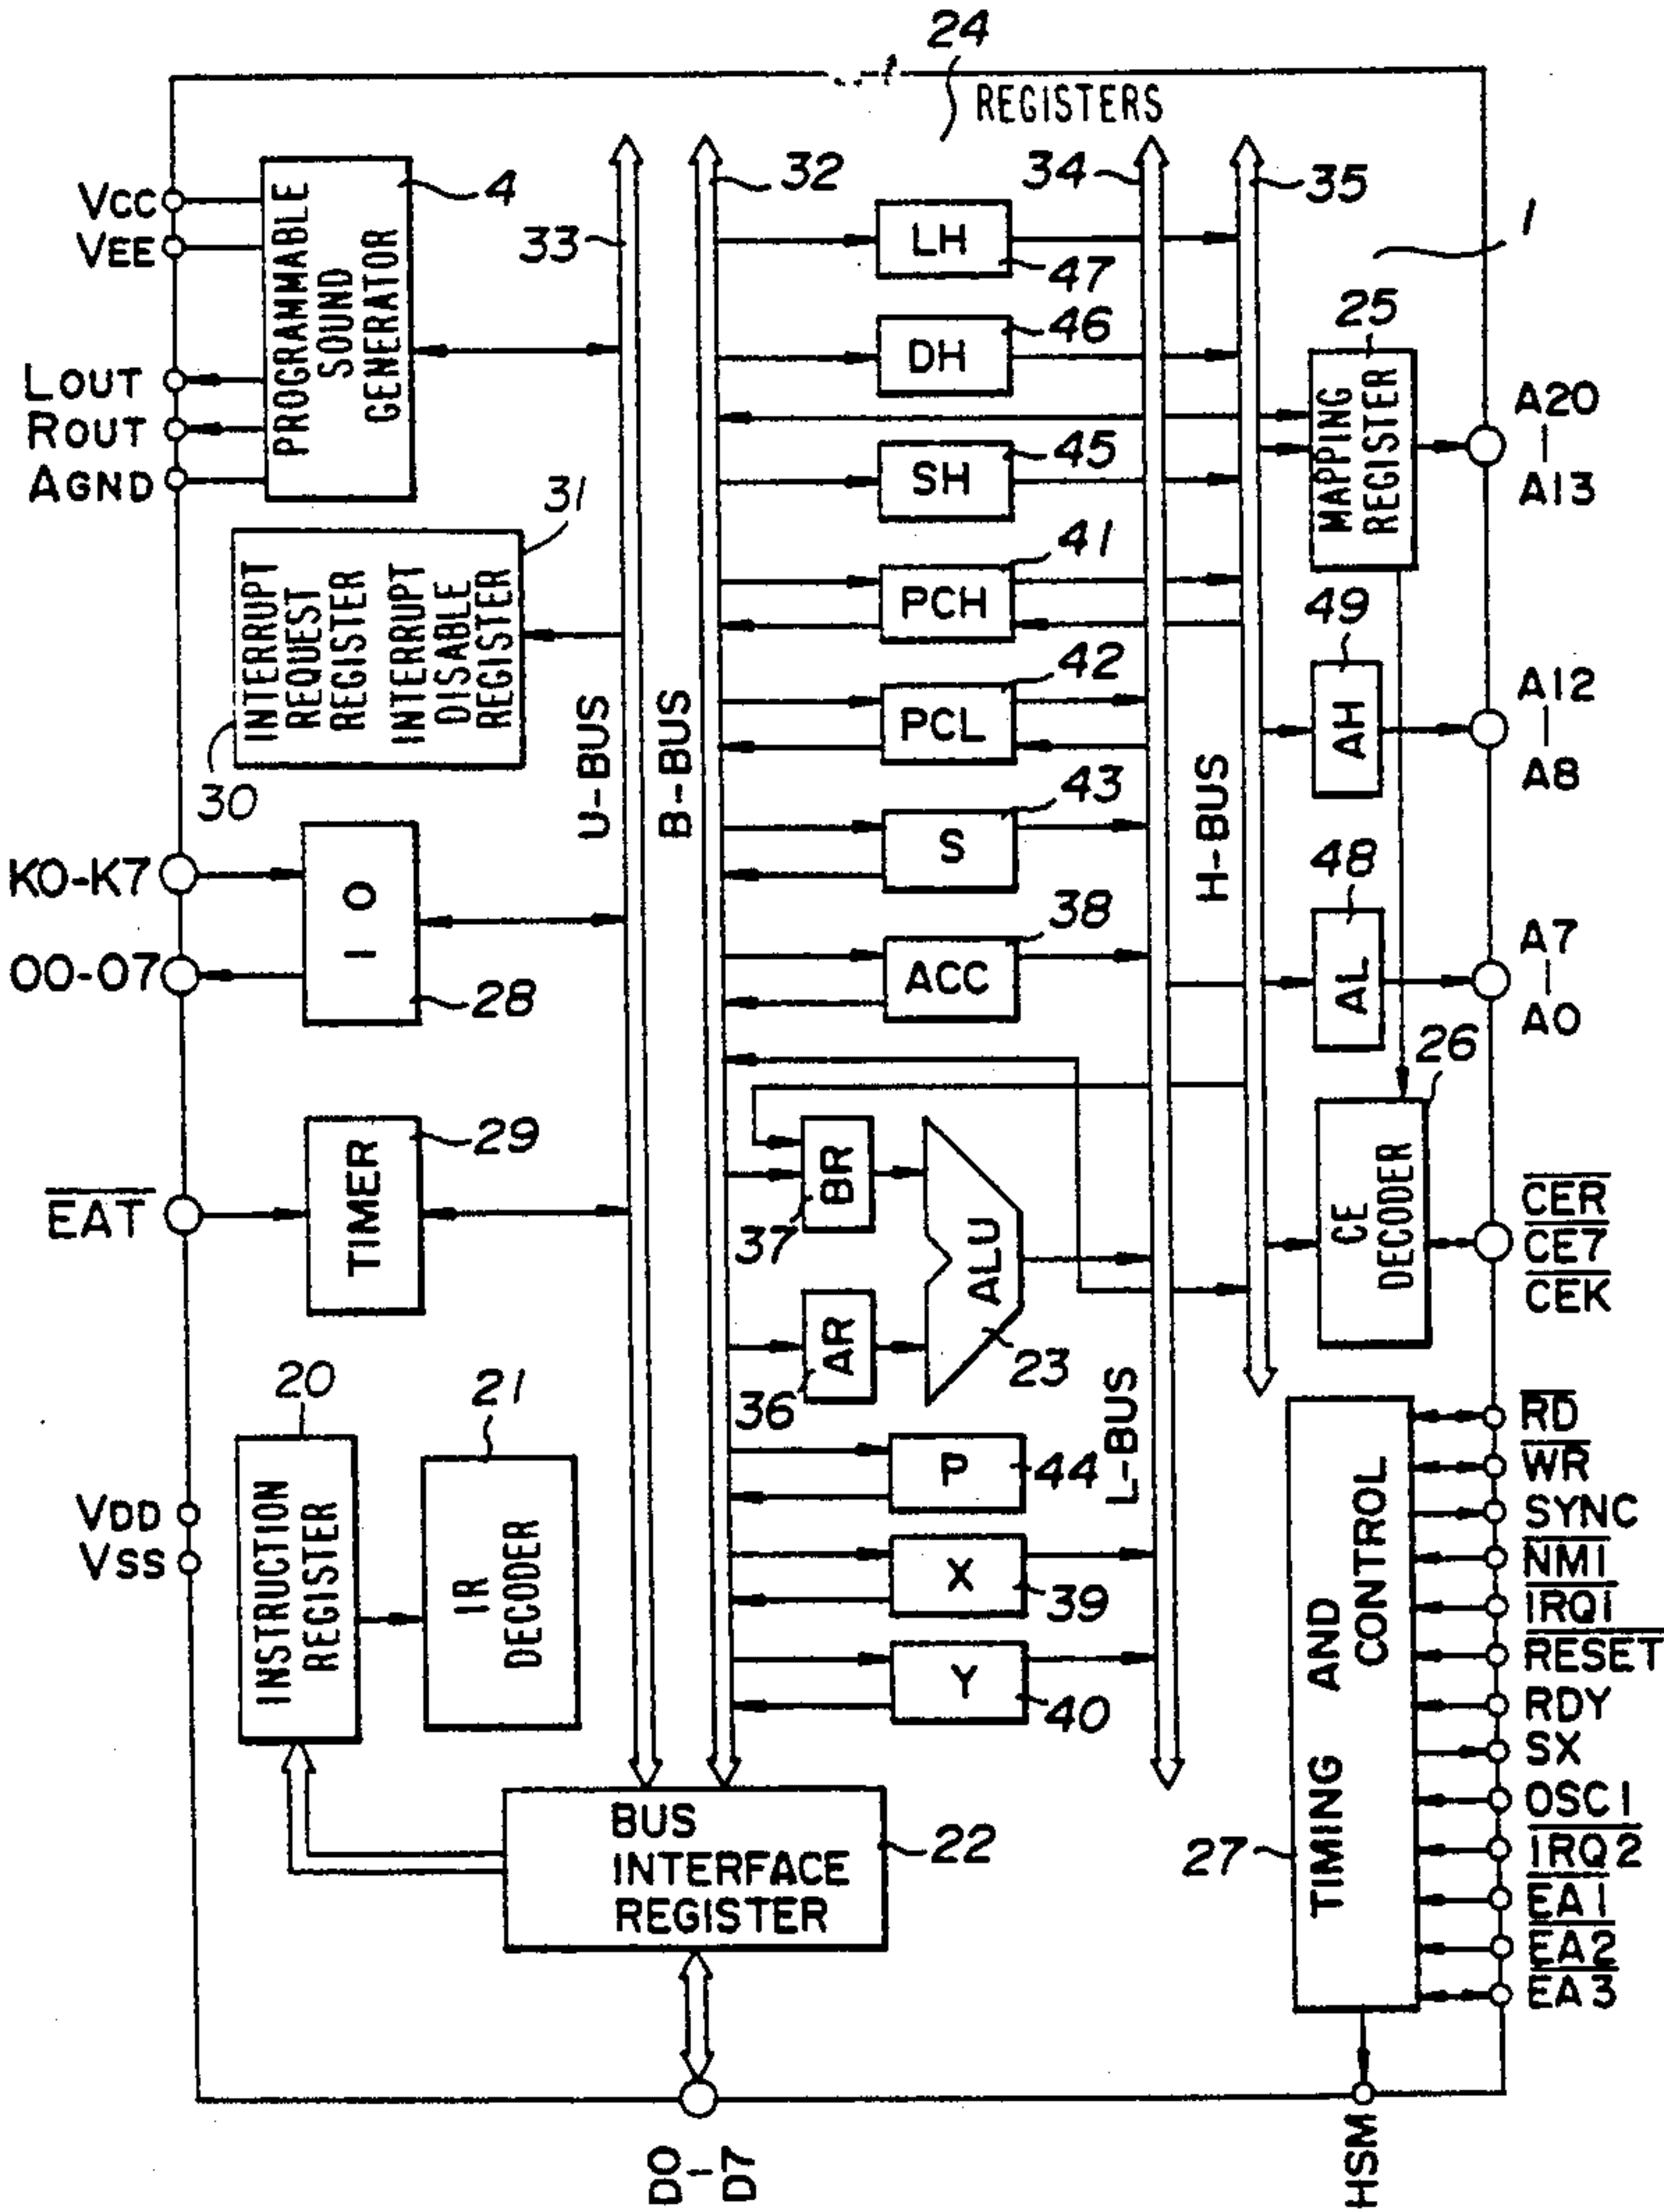 24
REGISTERS
VCC
VEE
LOUT
ROUT
AGND
PROGRAMMABLE
SOUND
GENERATOR
4
33
32
34
35
1
LH
47
DH
46
SH
45
PCH
41
PCL
42
S
43
ACC
38
25
MAPPING
REGISTER
A20
A13
31
INTERRUPT
REQUEST
REGISTER
INTERRUPT
DISABLE
REGISTER
30
U-BUS
B-BUS
H-BUS
49
AH
A12
A8
48
AL
A7
A0
K0-K7
O0-O7
I O
28
EAT
TIMER
29
BR
37
AR
36
ALU
23
L-BUS
26
CE
DECODER
CER
CE7
CEK
20
INSTRUCTION
REGISTER
21
IR
DECODER
VDD
VSS
P
44
X
39
Y
40
BUS
INTERFACE
REGISTER
22
27
TIMING AND
CONTROL
RD
WR
SYNC
NMI
IRQ1
RESET
RDY
SX
OSC1
IRQ2
EA1
EA2
EA3
D0
D7
HSM